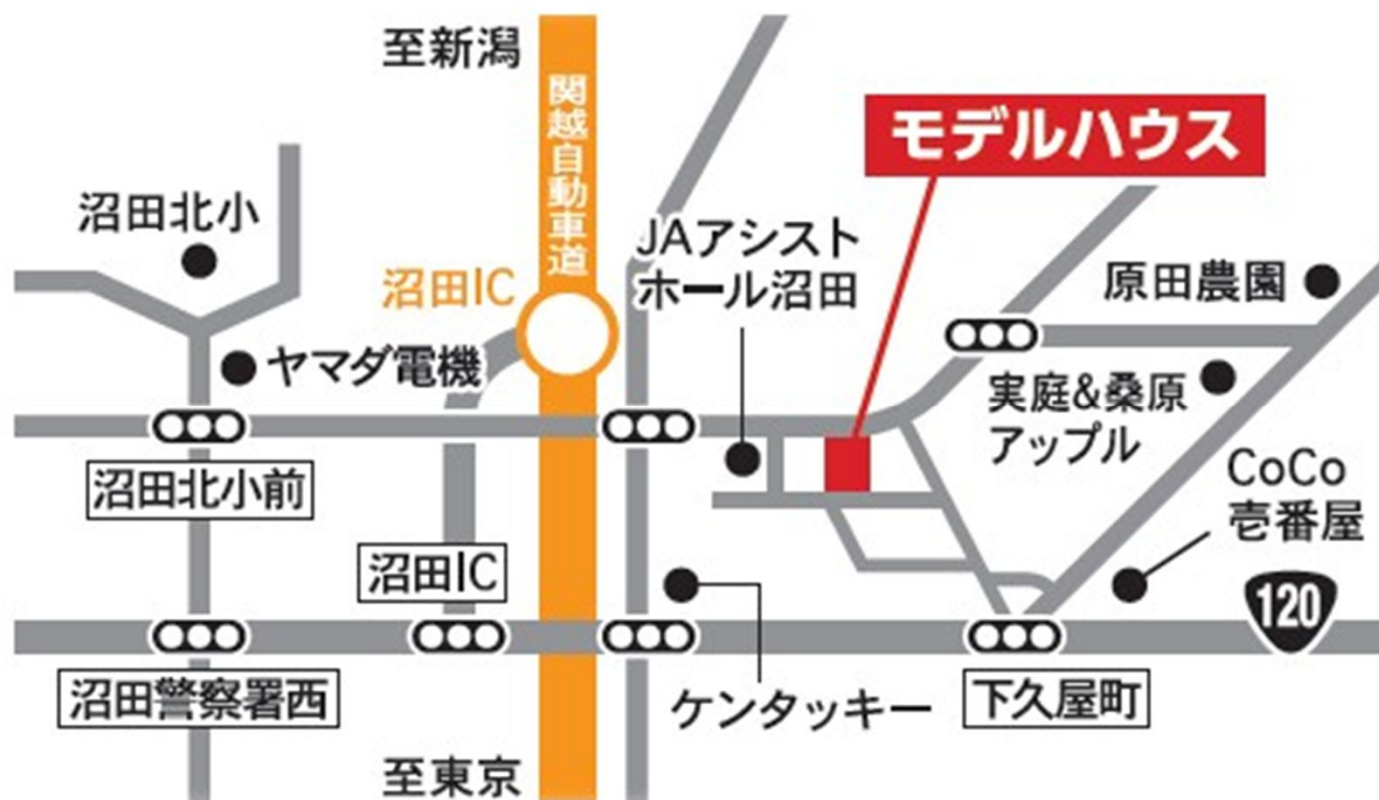 至新潟
関越自動車道
モデルハウス
沼田北小
JAアシスト
ホール沼田
沼田IC
原田農園
ヤマダ電機
実庭&桑原
アップル
CoCo
壱番屋
沼田北小前
沼田IC
120
沼田警察署西
ケンタッキー
下久屋町
至東京